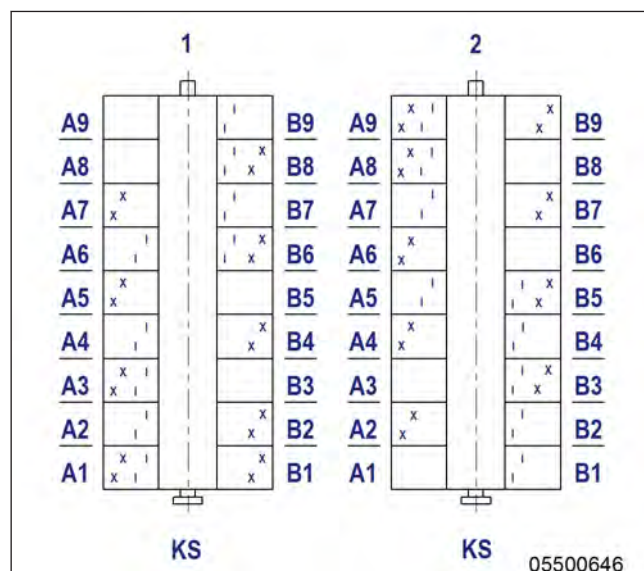 1 2
A9 B9 A9 B9
A8 B8 A8 B8
A7 B7 A7 B7
A6 B6 A6 B6
A5 B5 A5 B5
A4 B4 A4 B4
A3 B3 A3 B3
A2 B2 A2 B2
A1 B1 A1 B1
KS KS
05500646